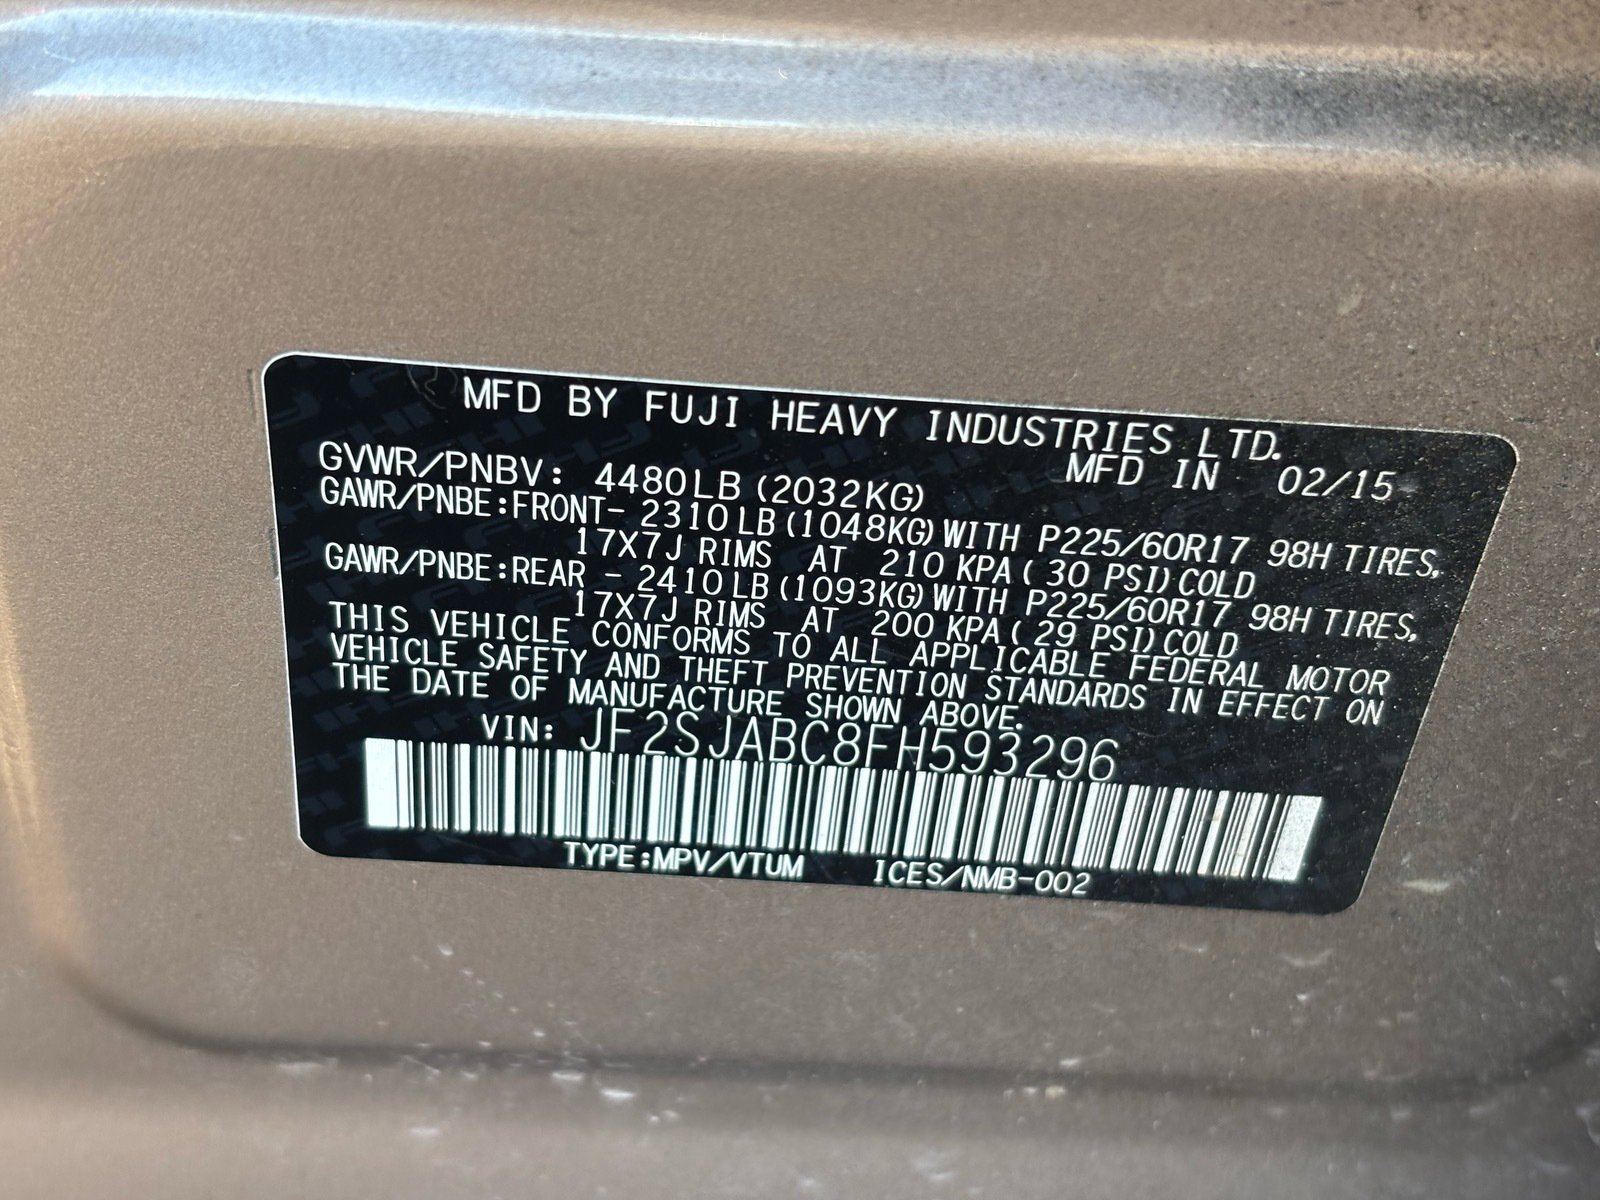 MFD BY FUJI HEAVY INDUSTRIES LTD.
GVWR/PNBV: 4480LB (2032KG) MFD IN 02/15
GAWR/PNBE:FRONT- 2310LB (1048KG) WITH P225/60R17 98H TIRES,
17X7J RIMS AT 210 KPA ( 30 PSI) COLD
GAWR/PNBE:REAR - 2410LB (1093KG) WITH P225/60R17 98H TIRES,
17X7J RIMS AT 200 KPA ( 29 PSI) COLD
THIS VEHICLE CONFORMS TO ALL APPLICABLE FEDERAL MOTOR
VEHICLE SAFETY AND THEFT PREVENTION STANDARDS IN EFFECT ON
THE DATE OF MANUFACTURE SHOWN ABOVE.
VIN: JF2SJABC8FH593296
TYPE:MPV/VTUM ICES/NMB-002